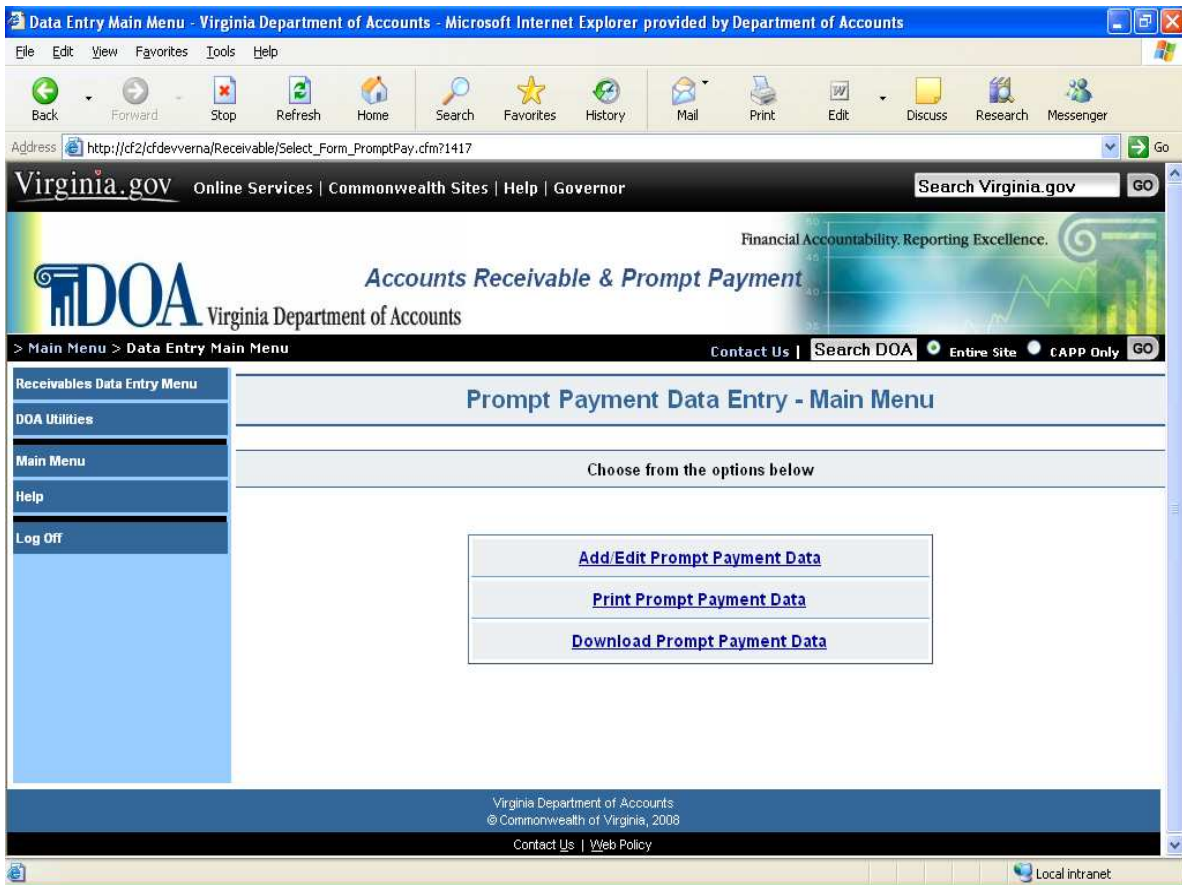 Data Entry Main Menu - Virginia Department of Accounts - Microsoft Internet Explorer provided by Department of Accounts
File Edit View Favorites Tools Help
Back Forward Stop Refresh Home Search Favorites History Mail Print Edit Discuss Research Messenger
Address http://cf2/cfdevverna/Receivable/Select_Form_PromptPay.cfm?1417 Go
Virginia.gov Online Services | Commonwealth Sites | Help | Governor Search Virginia.gov GO
Financial Accountability. Reporting Excellence.
Accounts Receivable & Prompt Payment
DOA Virginia Department of Accounts
> Main Menu > Data Entry Main Menu Contact Us | Search DOA Entire Site CAPP Only GO
Receivables Data Entry Menu
DOA Utilities
Main Menu
Help
Log Off
Prompt Payment Data Entry - Main Menu
Choose from the options below
Add/Edit Prompt Payment Data
Print Prompt Payment Data
Download Prompt Payment Data
Virginia Department of Accounts
© Commonwealth of Virginia, 2008
Contact Us | Web Policy
Local intranet